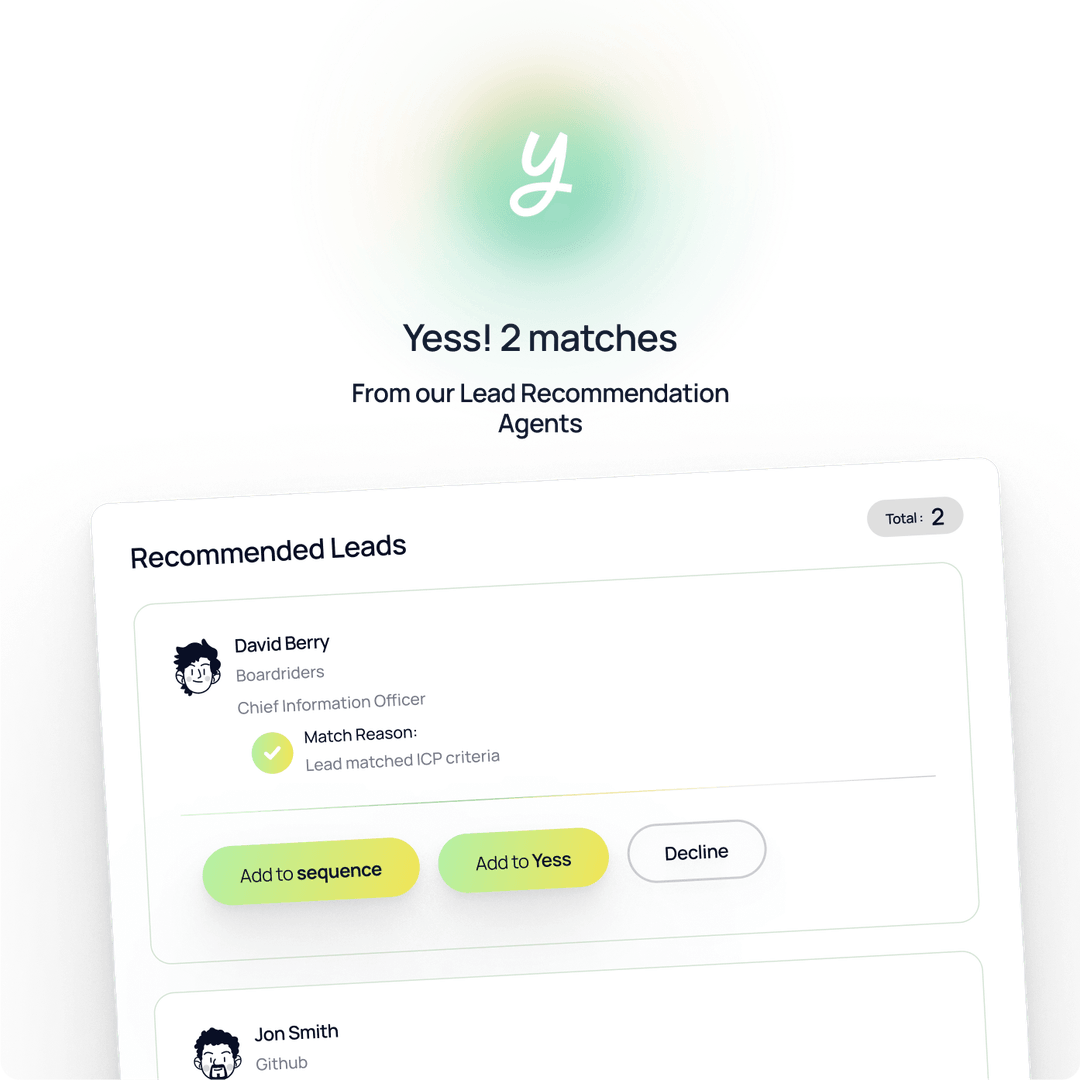 y
Yess! 2 matches
From our Lead Recommendation
Agents
Total: 2
Recommended Leads
David Berry
Boardriders
Chief Information Officer
Match Reason:
Lead matched ICP criteria
Add to sequence
Add to Yess
Decline
Jon Smith
Github